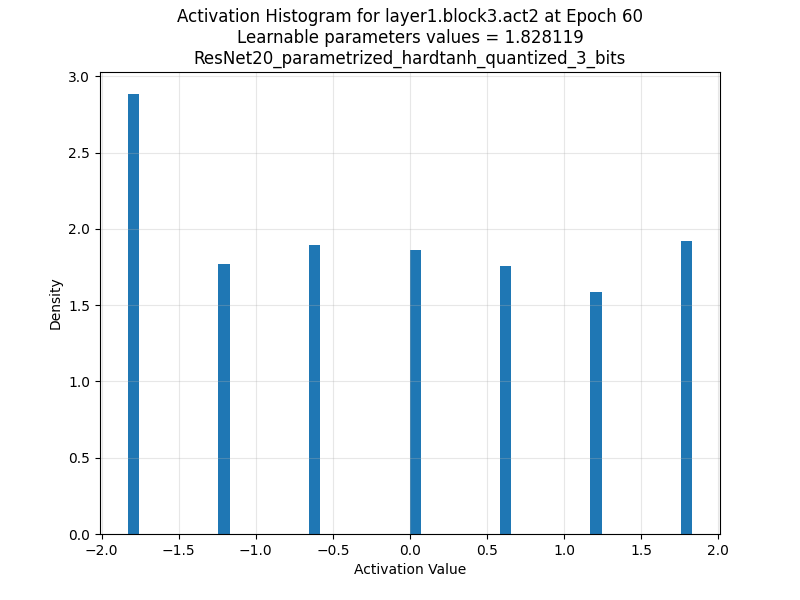 Activation Histogram for layer1.block3.act2 at Epoch 60
Learnable parameters values = 1.828119
ResNet20_parametrized_hardtanh_quantized_3_bits
3.0
2.5
2.0
1.5
1.0
0.5
0.0
Density
−2.0 −1.5 −1.0 −0.5 0.0 0.5 1.0 1.5 2.0
Activation Value